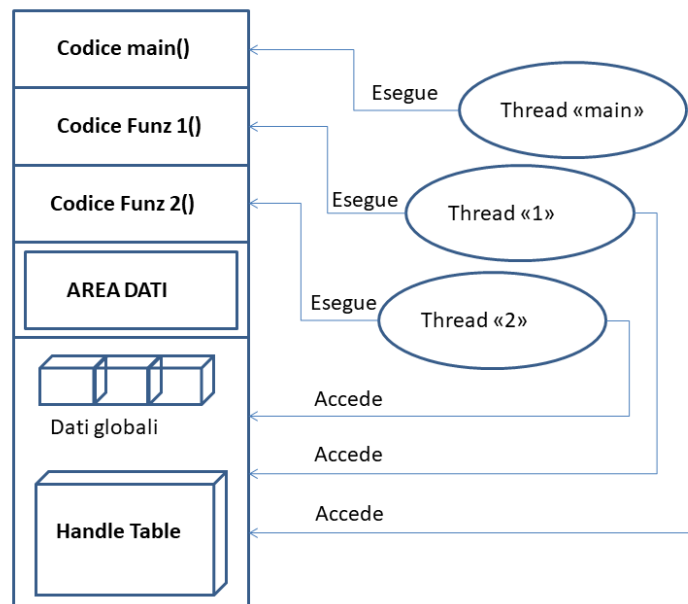 Codice main()
Esegue
Thread «main»
Codice Funz 1()
Esegue
Thread «1»
Codice Funz 2()
AREA DATI
Esegue
Thread «2»
Accede
Dati globali
Accede
Accede
Handle Table